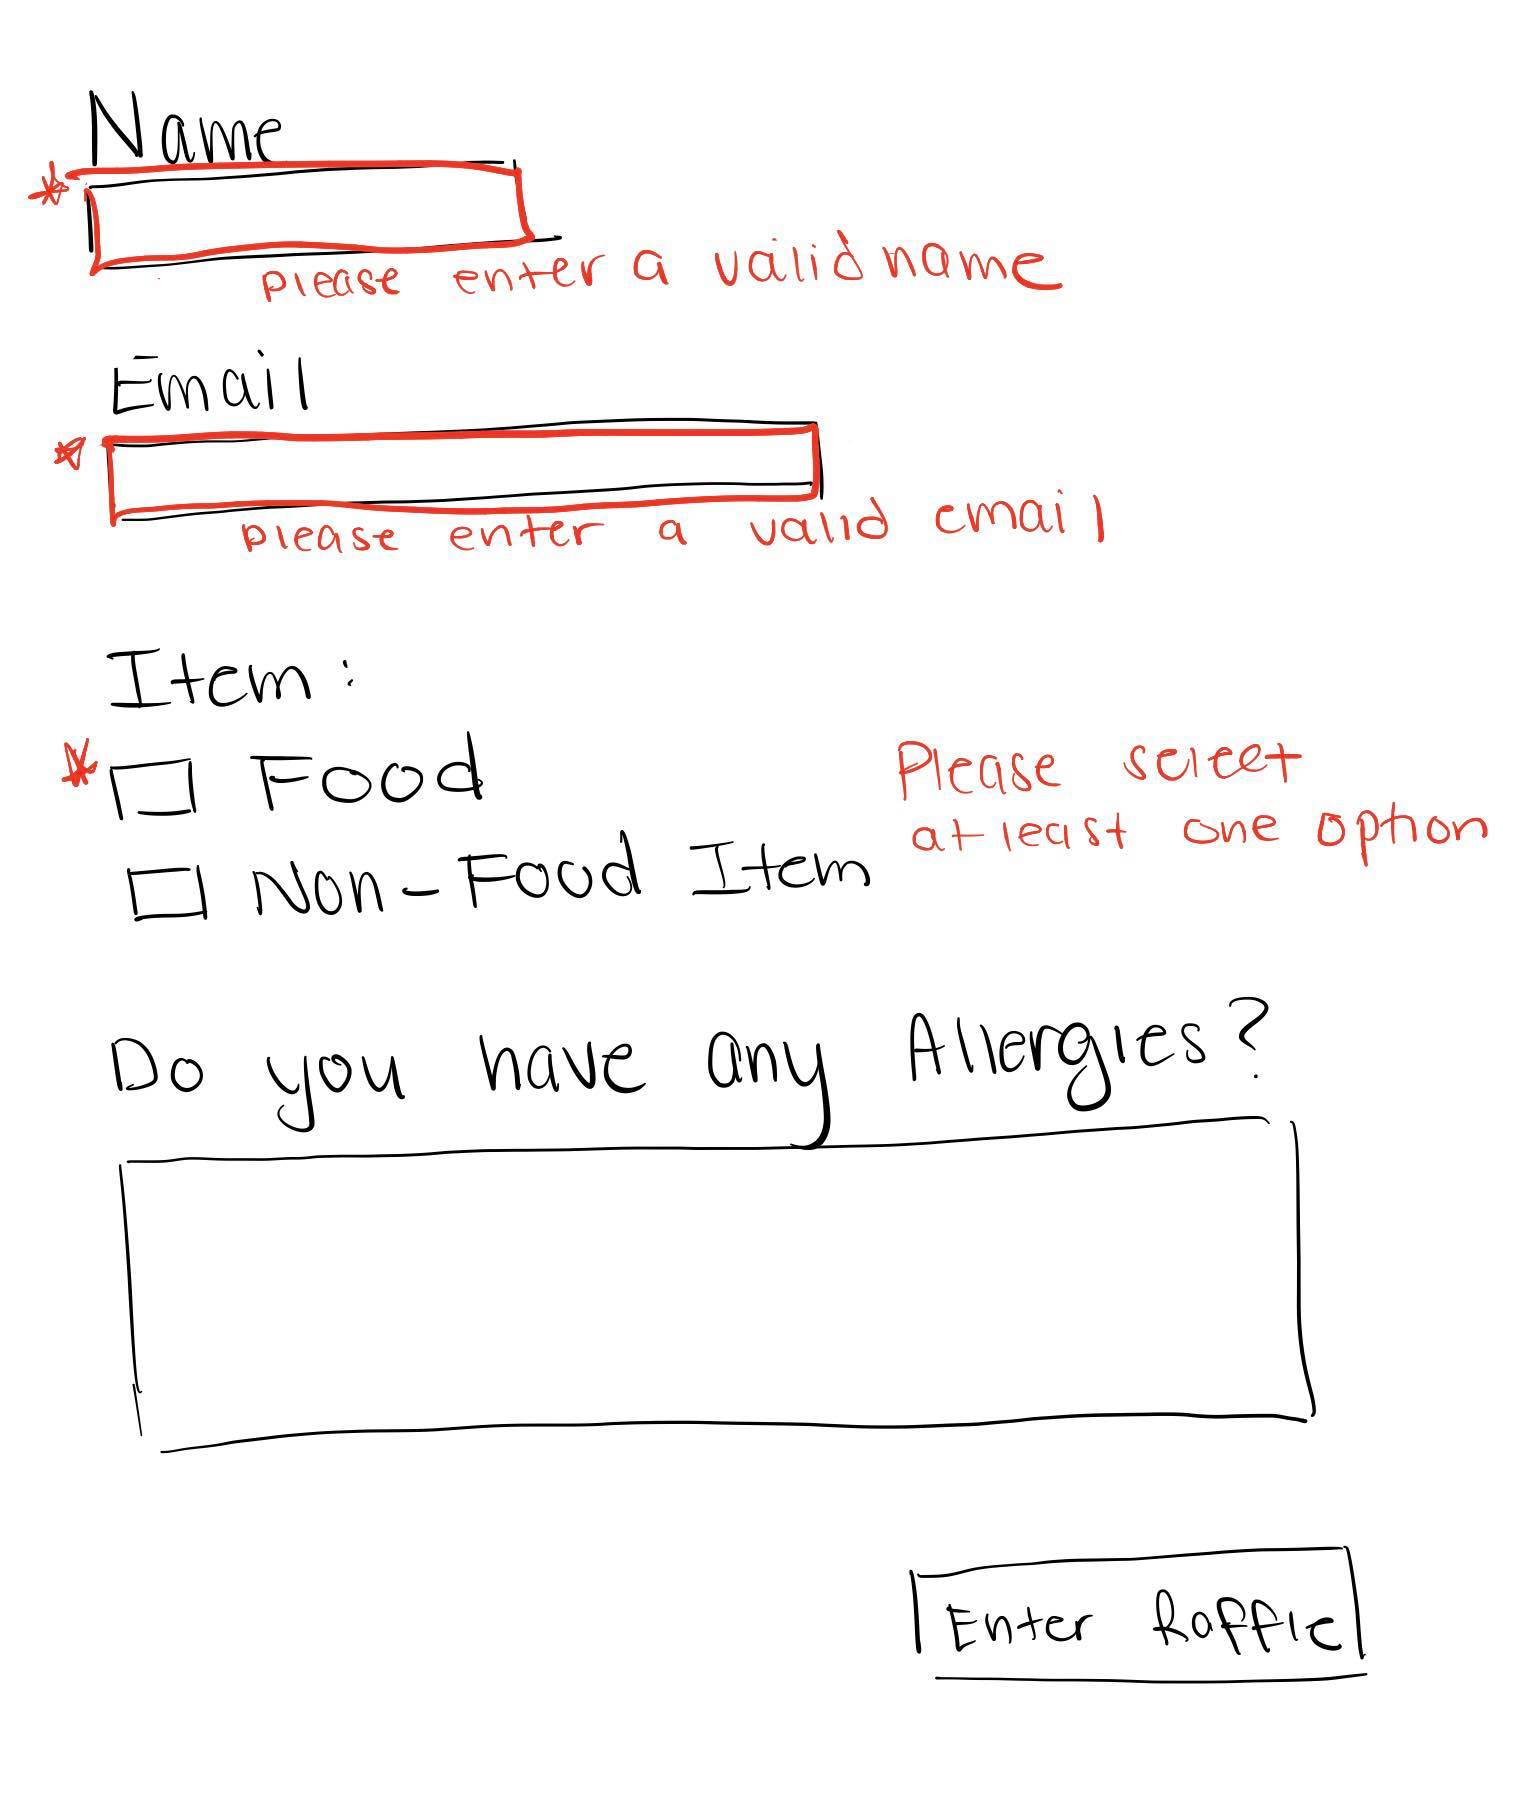 Name
*
please enter a valid name
Email
*
please enter a valid email
Item:
* Food
Please select
at least one option
Non-Food Item
Do you have any Allergies?
Enter Raffle